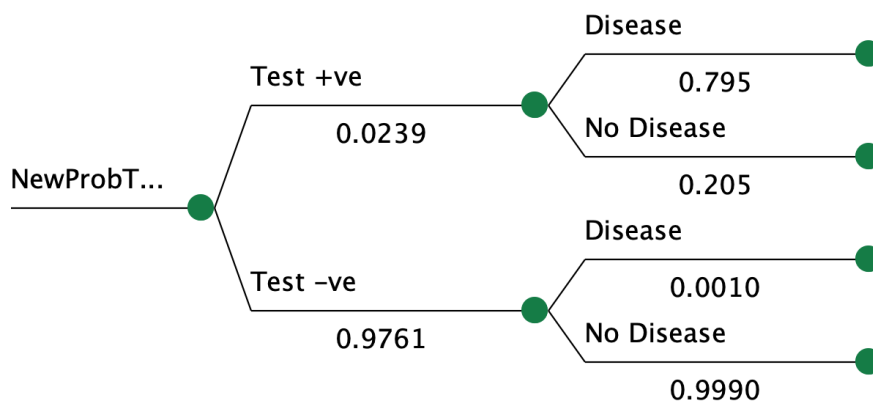 Disease
0.795
Test +ve
0.0239
No Disease
0.205
NewProbT...
Disease
0.0010
Test –ve
0.9761
No Disease
0.9990